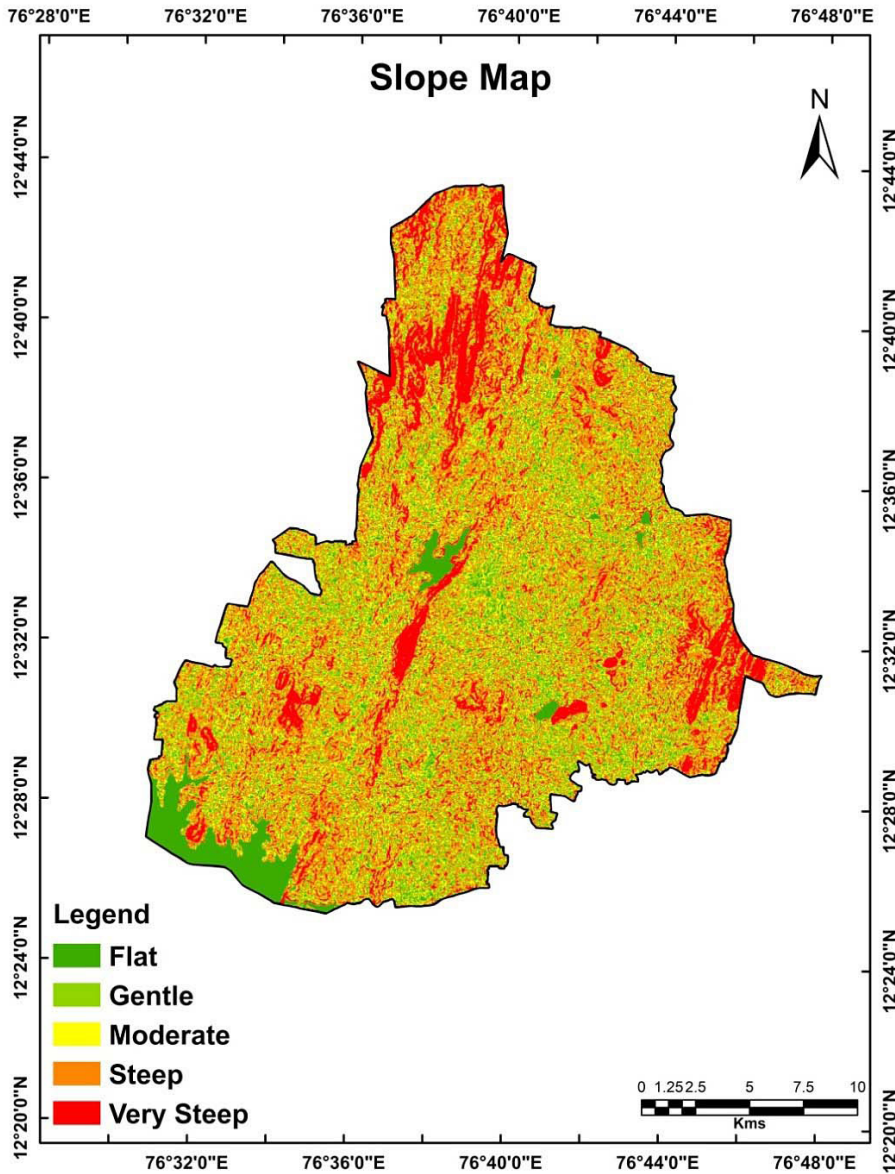 76°28'0"E 76°32'0"E 76°36'0"E 76°40'0"E 76°44'0"E 76°48'0"E
Slope Map
N
12°44'0"N 12°44'0"N
12°40'0"N 12°40'0"N
12°36'0"N 12°36'0"N
12°32'0"N 12°32'0"N
12°28'0"N 12°28'0"N
12°24'0"N 12°24'0"N
12°20'0"N 12°20'0"N
Legend
Flat
Gentle
Moderate
Steep
Very Steep
0 1.252.5 5 7.5 10
Kms
76°32'0"E 76°36'0"E 76°40'0"E 76°44'0"E 76°48'0"E